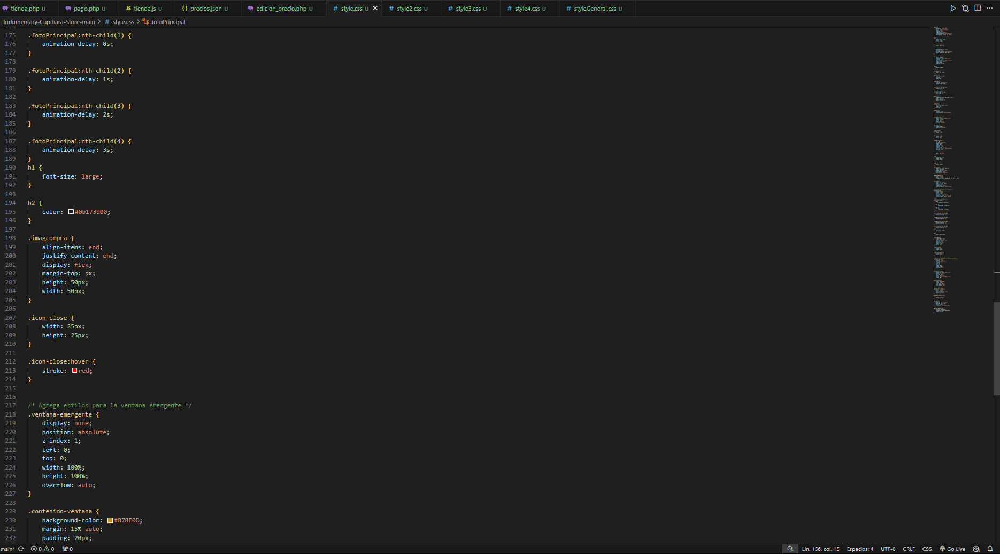 tienda.php U
pago.php U
JS tienda.js U
{} precios.json U
edicion_precio.php U
# style.css U
# style2.css U
# style3.css U
# style4.css U
# styleGeneral.css U
Indumentary-Capibara-Store-main > # style.css > .fotoPrincipal
174
175 .fotoPrincipal:nth-child(1) {
176 animation-delay: 0s;
177 }
178
179 .fotoPrincipal:nth-child(2) {
180 animation-delay: 1s;
181 }
182
183 .fotoPrincipal:nth-child(3) {
184 animation-delay: 2s;
185 }
186
187 .fotoPrincipal:nth-child(4) {
188 animation-delay: 3s;
189 }
190 h1 {
191 font-size: large;
192 }
193
194 h2 {
195 color: #0b173d00;
196 }
197
198 .imagcompra {
199 align-items: end;
200 justify-content: end;
201 display: flex;
202 margin-top: px;
203 height: 50px;
204 width: 50px;
205 }
206
207 .icon-close {
208 width: 25px;
209 height: 25px;
210 }
211
212 .icon-close:hover {
213 stroke: red;
214 }
215
216
217 /* Agrega estilos para la ventana emergente */
218 .ventana-emergente {
219 display: none;
220 position: absolute;
221 z-index: 1;
222 left: 0;
223 top: 0;
224 width: 100%;
225 height: 100%;
226 overflow: auto;
227 }
228
229 .contenido-ventana {
230 background-color: #B78F0D;
231 margin: 15% auto;
232 padding: 20px;
main* 0 0 0 Lín. 156, col. 15 Espacios: 4 UTF-8 CRLF CSS Go Live